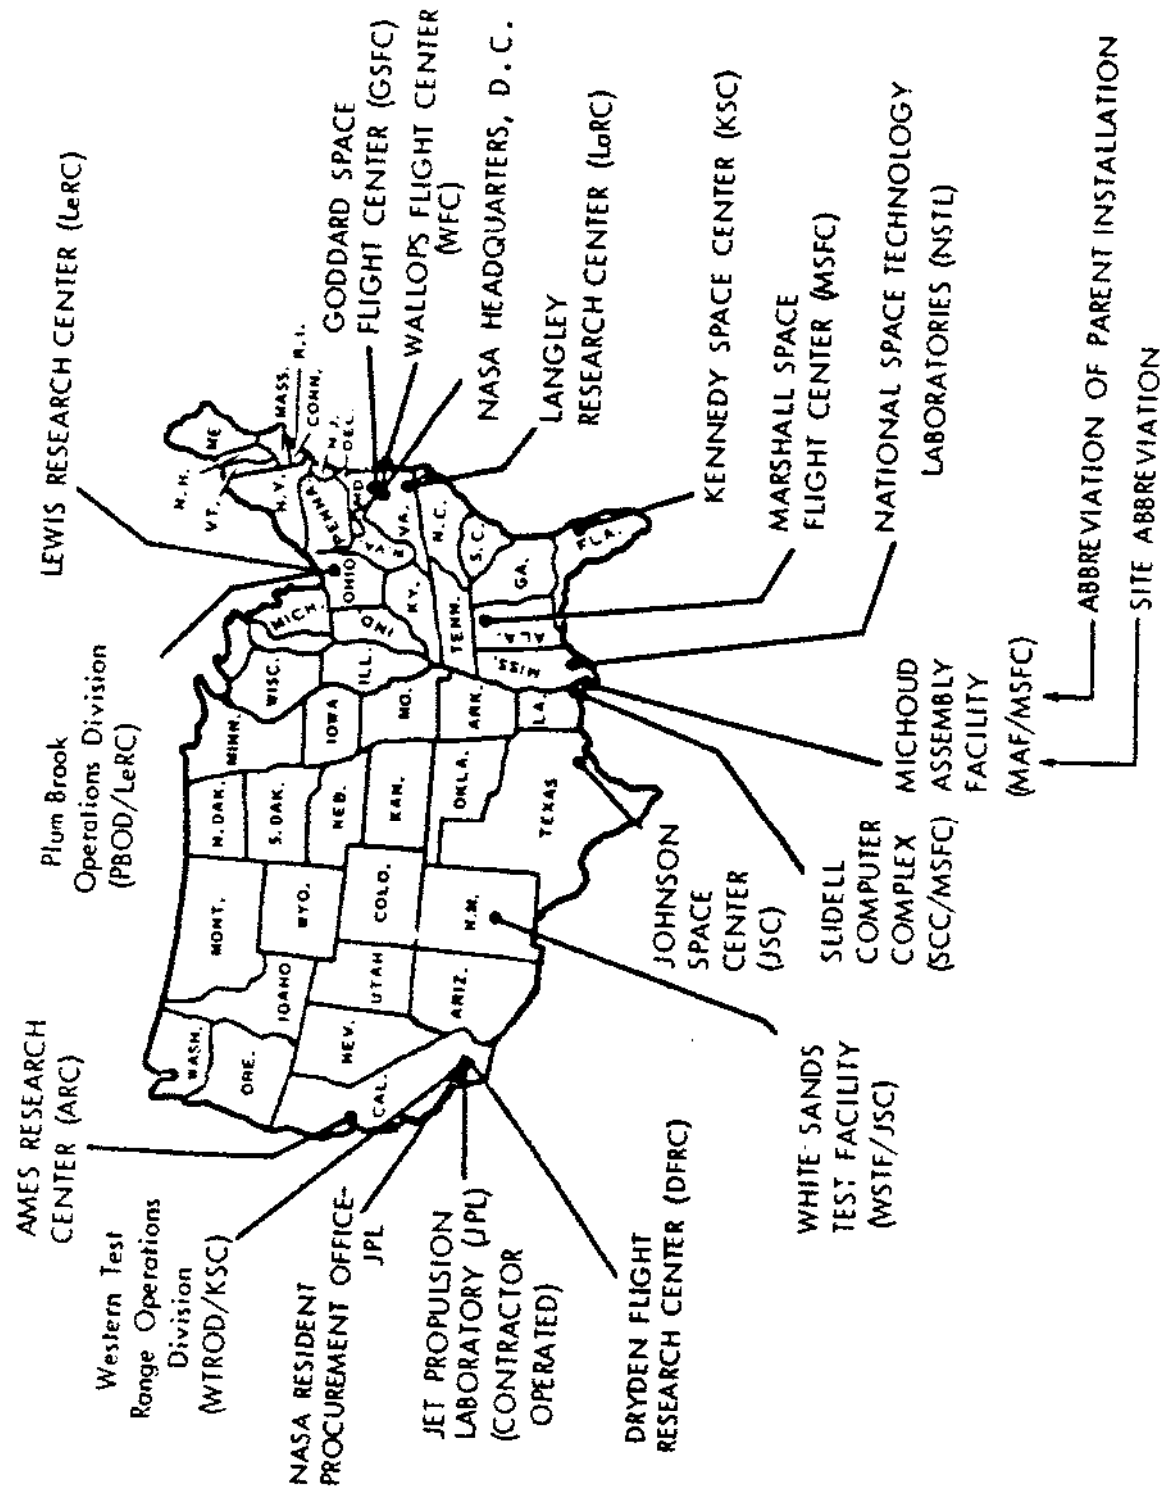 AMES RESEARCH
CENTER (ARC)
Plum Brook
Operations Division
(PBOD/LeRC)
LEWIS RESEARCH CENTER (LeRC)
Western Test
Range Operations
Division
(WTROD/KSC)
NASA RESIDENT
PROCUREMENT OFFICE-
JPL
JET PROPULSION
LABORATORY (JPL)
(CONTRACTOR
OPERATED)
DRYDEN FLIGHT
RESEARCH CENTER (DFRC)
WHITE SANDS
TEST FACILITY
(WSTF/JSC)
JOHNSON
SPACE
CENTER
(JSC)
SLIDELL
COMPUTER
COMPLEX
(SCC/MSFC)
MICHOUD
ASSEMBLY
FACILITY
(MAF/MSFC)
GODDARD SPACE
FLIGHT CENTER (GSFC)
WALLOPS FLIGHT CENTER
(WFC)
NASA HEADQUARTERS, D.C.
LANGLEY
RESEARCH CENTER (LaRC)
KENNEDY SPACE CENTER (KSC)
MARSHALL SPACE
FLIGHT CENTER (MSFC)
NATIONAL SPACE TECHNOLOGY
LABORATORIES (NSTL)
ABBREVIATION OF PARENT INSTALLATION
SITE ABBREVIATION
WASH.
ORE.
CAL.
NEV.
IDAHO
MONT.
WYO.
UTAH
COLO.
ARIZ.
N.M.
N.DAK.
S.DAK.
NEB.
KAN.
OKLA.
TEXAS
MINN.
IOWA
MO.
ARK.
LA.
WISC.
ILL.
MICH.
IND
OHIO
KY.
TENN.
MISS.
ALA.
GA.
FLA.
S.C.
N.C.
VA.
W.VA.
PENNA.
MD
DEL.
N.J.
N.Y.
CONN.
R.I.
MASS.
VT.
N.H.
ME